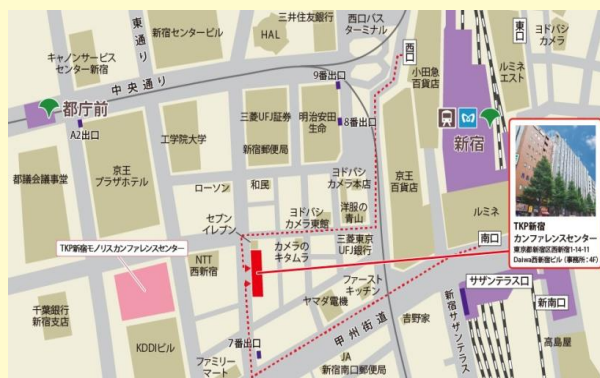 東通り
新宿センタービル
三井住友銀行
HAL
西口バス
ターミナル
西口
小田急
百貨店
東口
ヨドバシ
カメラ
ルミネ
エスト
キャノンサービス
センター新宿
中央通り
都庁前
A2出口
9番出口
8番出口
新宿
工学院大学
三菱UFJ証券
新宿郵便局
明治安田
生命
都議会議事堂
京王
プラザホテル
ローソン
和民
ヨドバシ
カメラ本店
京王
百貨店
セブン
イレブン
ヨドバシ
カメラ東館
洋服の
青山
ルミネ
南口
TKP新宿モノリスカンファレンスセンター
NTT
西新宿
カメラの
キタムラ
三菱東京
UFJ銀行
TKP新宿
カンファレンスセンター
東京都新宿区西新宿1-14-11
Daiwa西新宿ビル（事務所：4F）
千葉銀行
新宿支店
KDDIビル
7番出口
ファミリー
マート
ヤマダ電機
ファースト
キッチン
甲州街道
吉野家
JA
新宿南口郵便局
サザンテラス口
新宿サザンテラス
新南口
高島屋